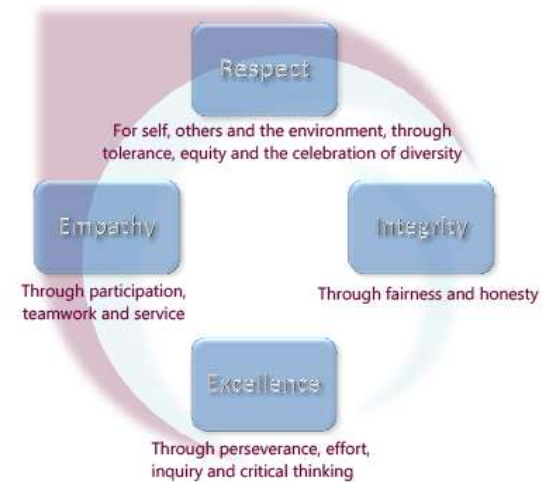 Respect
For self, others and the environment, through
tolerance, equity and the celebration of diversity
Empathy
Through participation,
teamwork and service
Integrity
Through fairness and honesty
Excellence
Through perseverance, effort,
inquiry and critical thinking